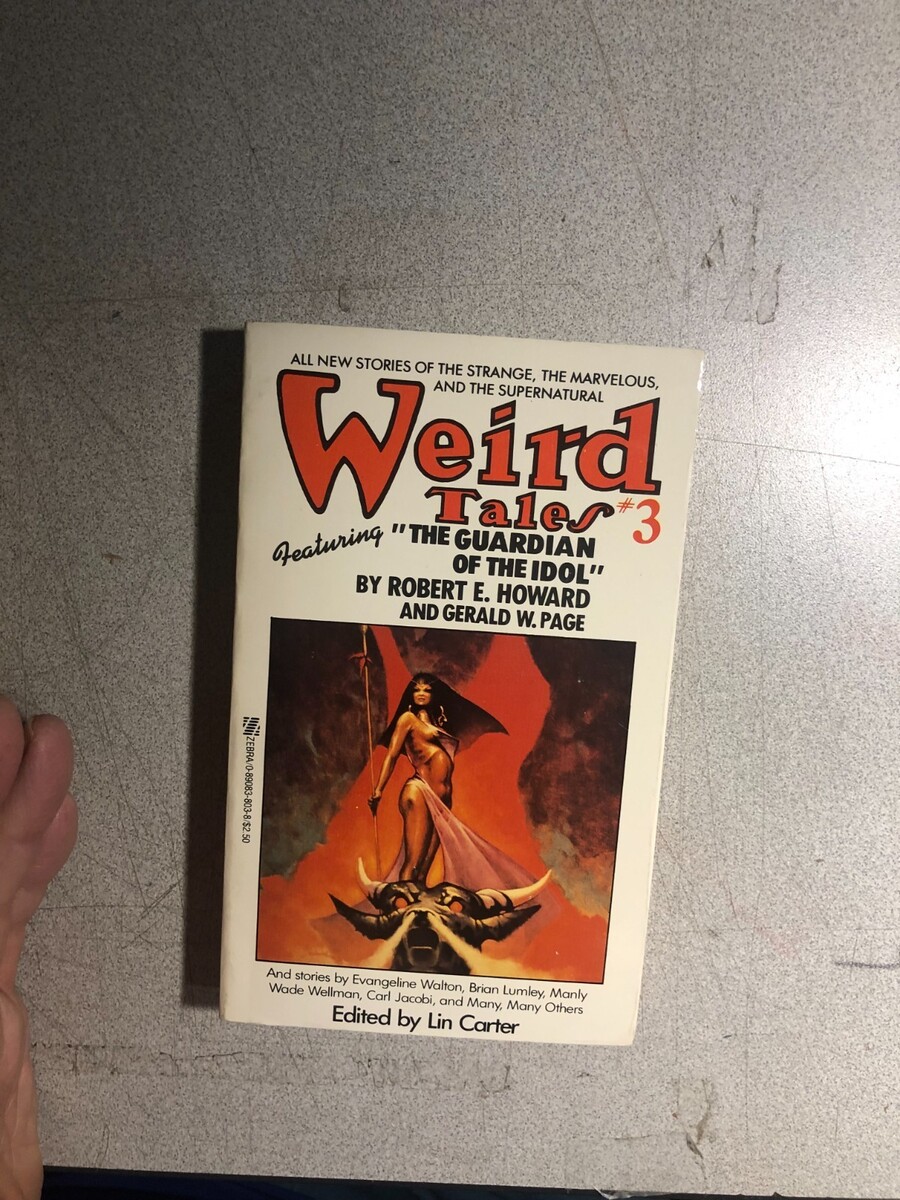 ALL NEW STORIES OF THE STRANGE, THE MARVELOUS,
AND THE SUPERNATURAL
Weird
Tales #3
Featuring "THE GUARDIAN
OF THE IDOL"
BY ROBERT E. HOWARD
AND GERALD W. PAGE
ZEBRA/0-89083-803-8/$2.50
And stories by Evangeline Walton, Brian Lumley, Manly
Wade Wellman, Carl Jacobi, and Many, Many Others
Edited by Lin Carter